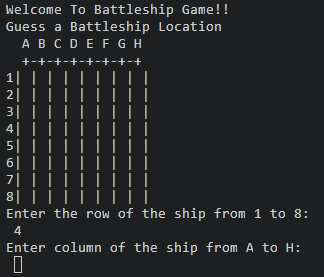 Welcome To Battleship Game!!
Guess a Battleship Location
  A B C D E F G H
  +-+-+-+-+-+-+-+
1| | | | | | | | |
2| | | | | | | | |
3| | | | | | | | |
4| | | | | | | | |
5| | | | | | | | |
6| | | | | | | | |
7| | | | | | | | |
8| | | | | | | | |
Enter the row of the ship from 1 to 8:
 4
Enter column of the ship from A to H: